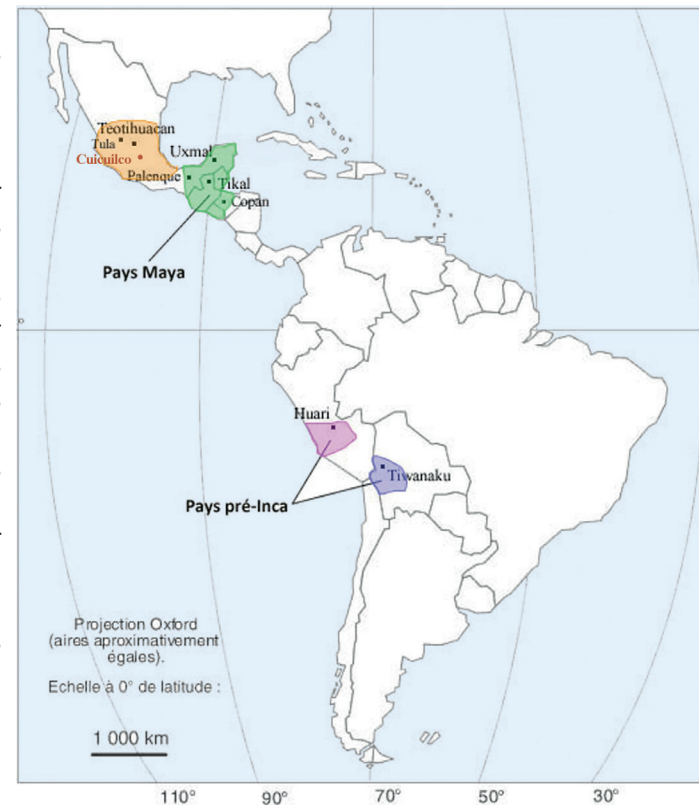 Teotihuacan
Tula
Cuicuilco
Uxmal
Palenque
Tikal
Copán
Pays Maya
o
Huari
Tiwanaku
Pays pré-Inca
Projection Oxford
(aires aproximativement
égales).
Echelle à 0° de latitude :
1 000 km
110° 90° 70° 50° 30°